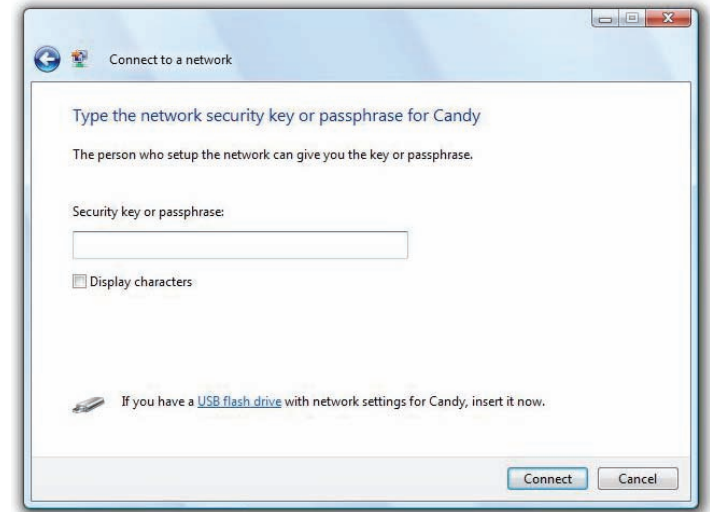 Connect to a network
Type the network security key or passphrase for Candy
The person who setup the network can give you the key or passphrase.
Security key or passphrase:
Display characters
If you have a USB flash drive with network settings for Candy, insert it now.
Connect Cancel